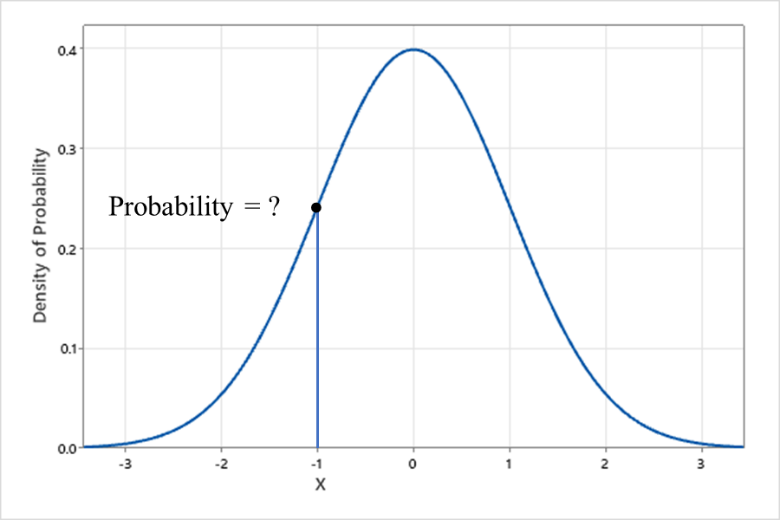 0.4
0.3
Density of Probability
Probability = ?
0.2
0.1
0.0
-3 -2 -1 0 1 2 3
X